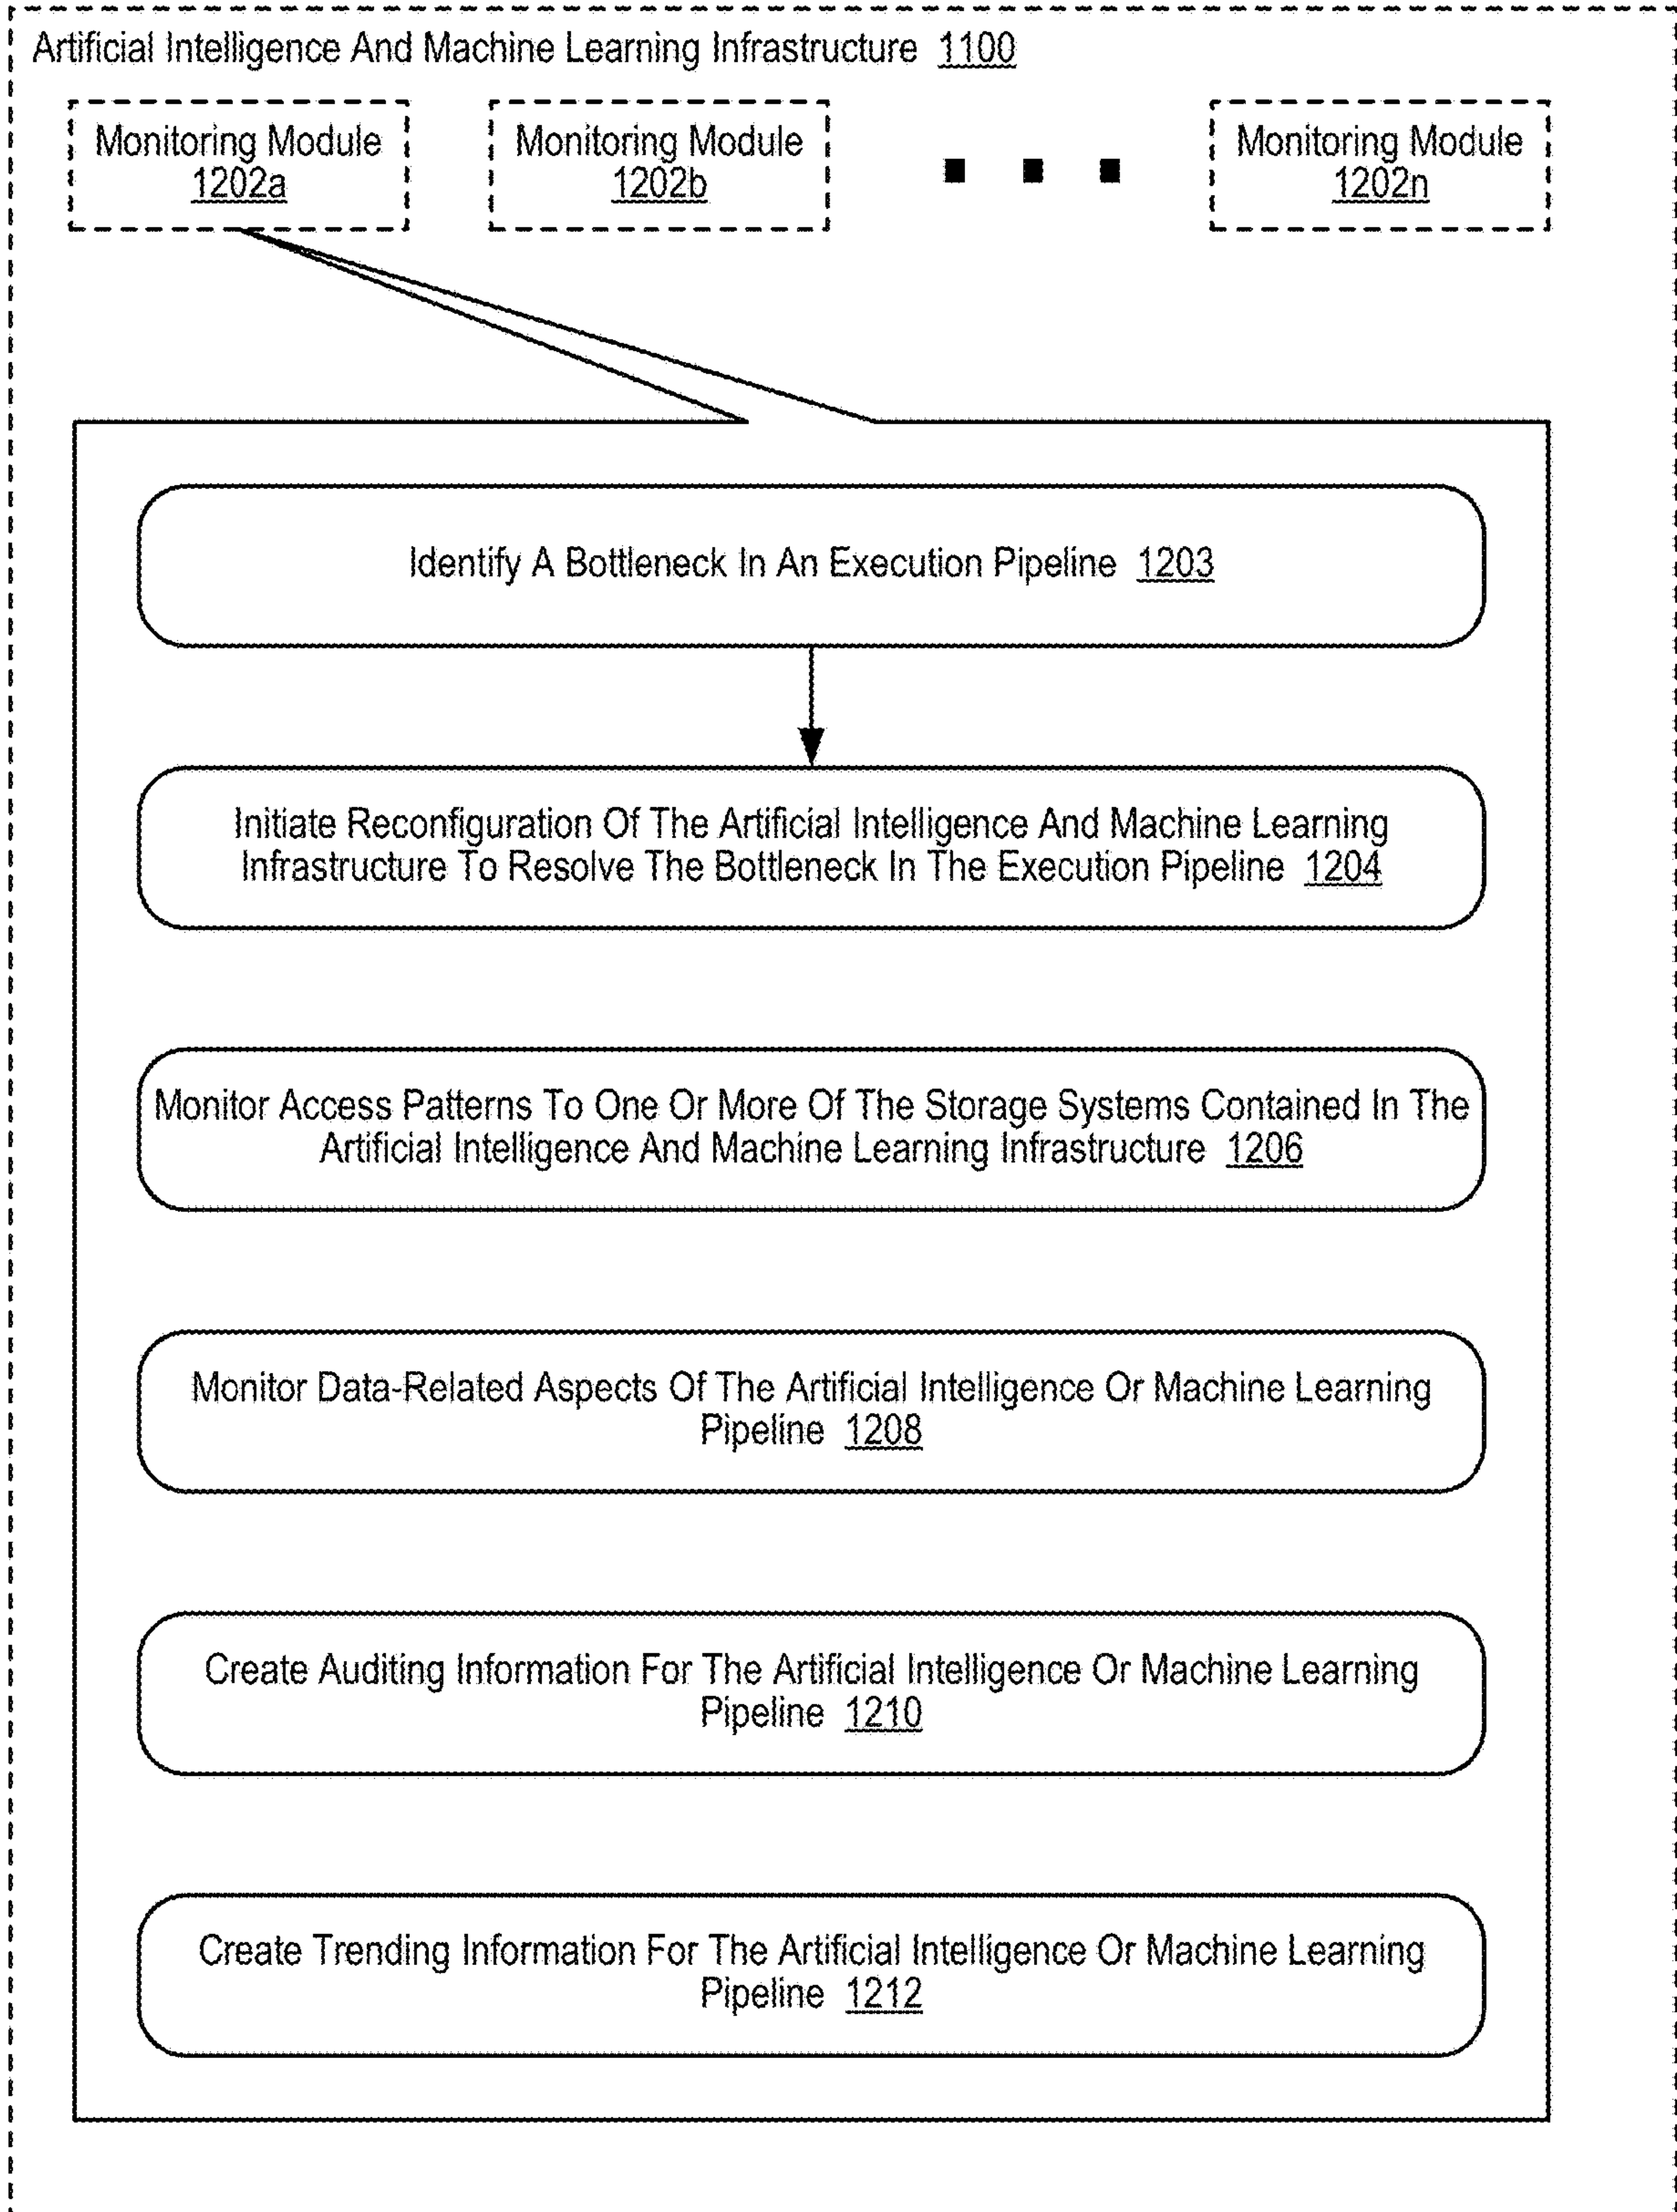 Artificial Intelligence And Machine Learning Infrastructure 1100
Monitoring Module
1202a
Monitoring Module
1202b
Monitoring Module
1202n
Identify A Bottleneck In An Execution Pipeline 1203
Initiate Reconfiguration Of The Artificial Intelligence And Machine Learning
Infrastructure To Resolve The Bottleneck In The Execution Pipeline 1204
Monitor Access Patterns To One Or More Of The Storage Systems Contained In The
Artificial Intelligence And Machine Learning Infrastructure 1206
Monitor Data-Related Aspects Of The Artificial Intelligence Or Machine Learning
Pipeline 1208
Create Auditing Information For The Artificial Intelligence Or Machine Learning
Pipeline 1210
Create Trending Information For The Artificial Intelligence Or Machine Learning
Pipeline 1212